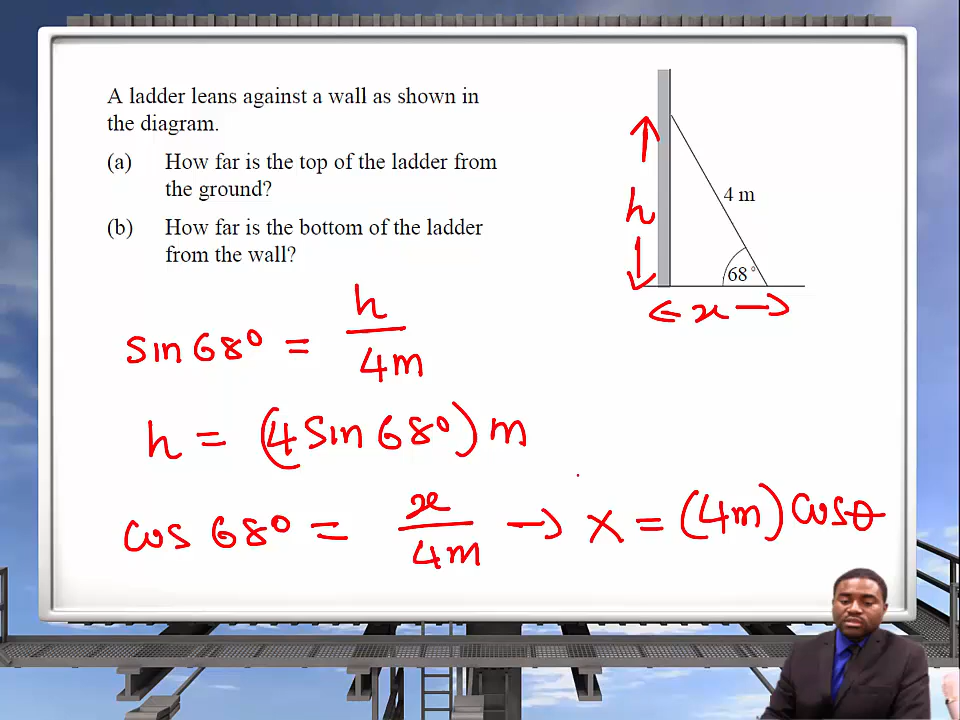 A ladder leans against a wall as shown in
the diagram.
(a) How far is the top of the ladder from
the ground?
(b) How far is the bottom of the ladder
from the wall?
h
4 m
68°
x
sin 68° = h/4m
h = (4 sin 68°) m
cos 68° = x/4m → x = (4m) cosθ